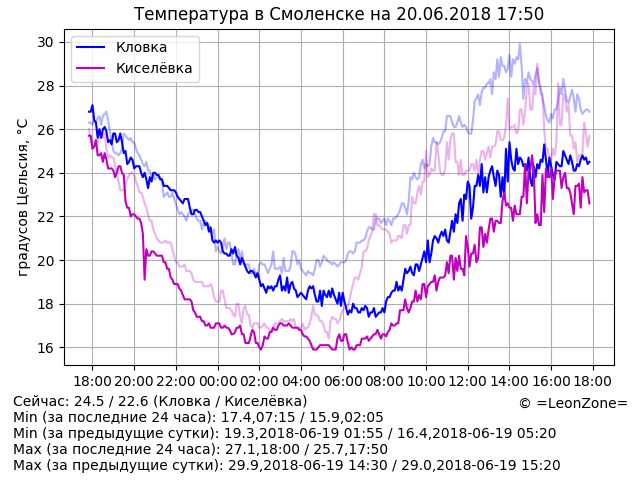 Температура в Смоленске на 20.06.2018 17:50
Кловка
Киселёвка
градусов Цельсия, °C
30
28
26
24
22
20
18
16
18:00 20:00 22:00 00:00 02:00 04:00 06:00 08:00 10:00 12:00 14:00 16:00 18:00
Сейчас: 24.5 / 22.6 (Кловка / Киселёвка)
© =LeonZone=
Min (за последние 24 часа): 17.4,07:15 / 15.9,02:05
Min (за предыдущие сутки): 19.3,2018-06-19 01:55 / 16.4,2018-06-19 05:20
Max (за последние 24 часа): 27.1,18:00 / 25.7,17:50
Max (за предыдущие сутки): 29.9,2018-06-19 14:30 / 29.0,2018-06-19 15:20